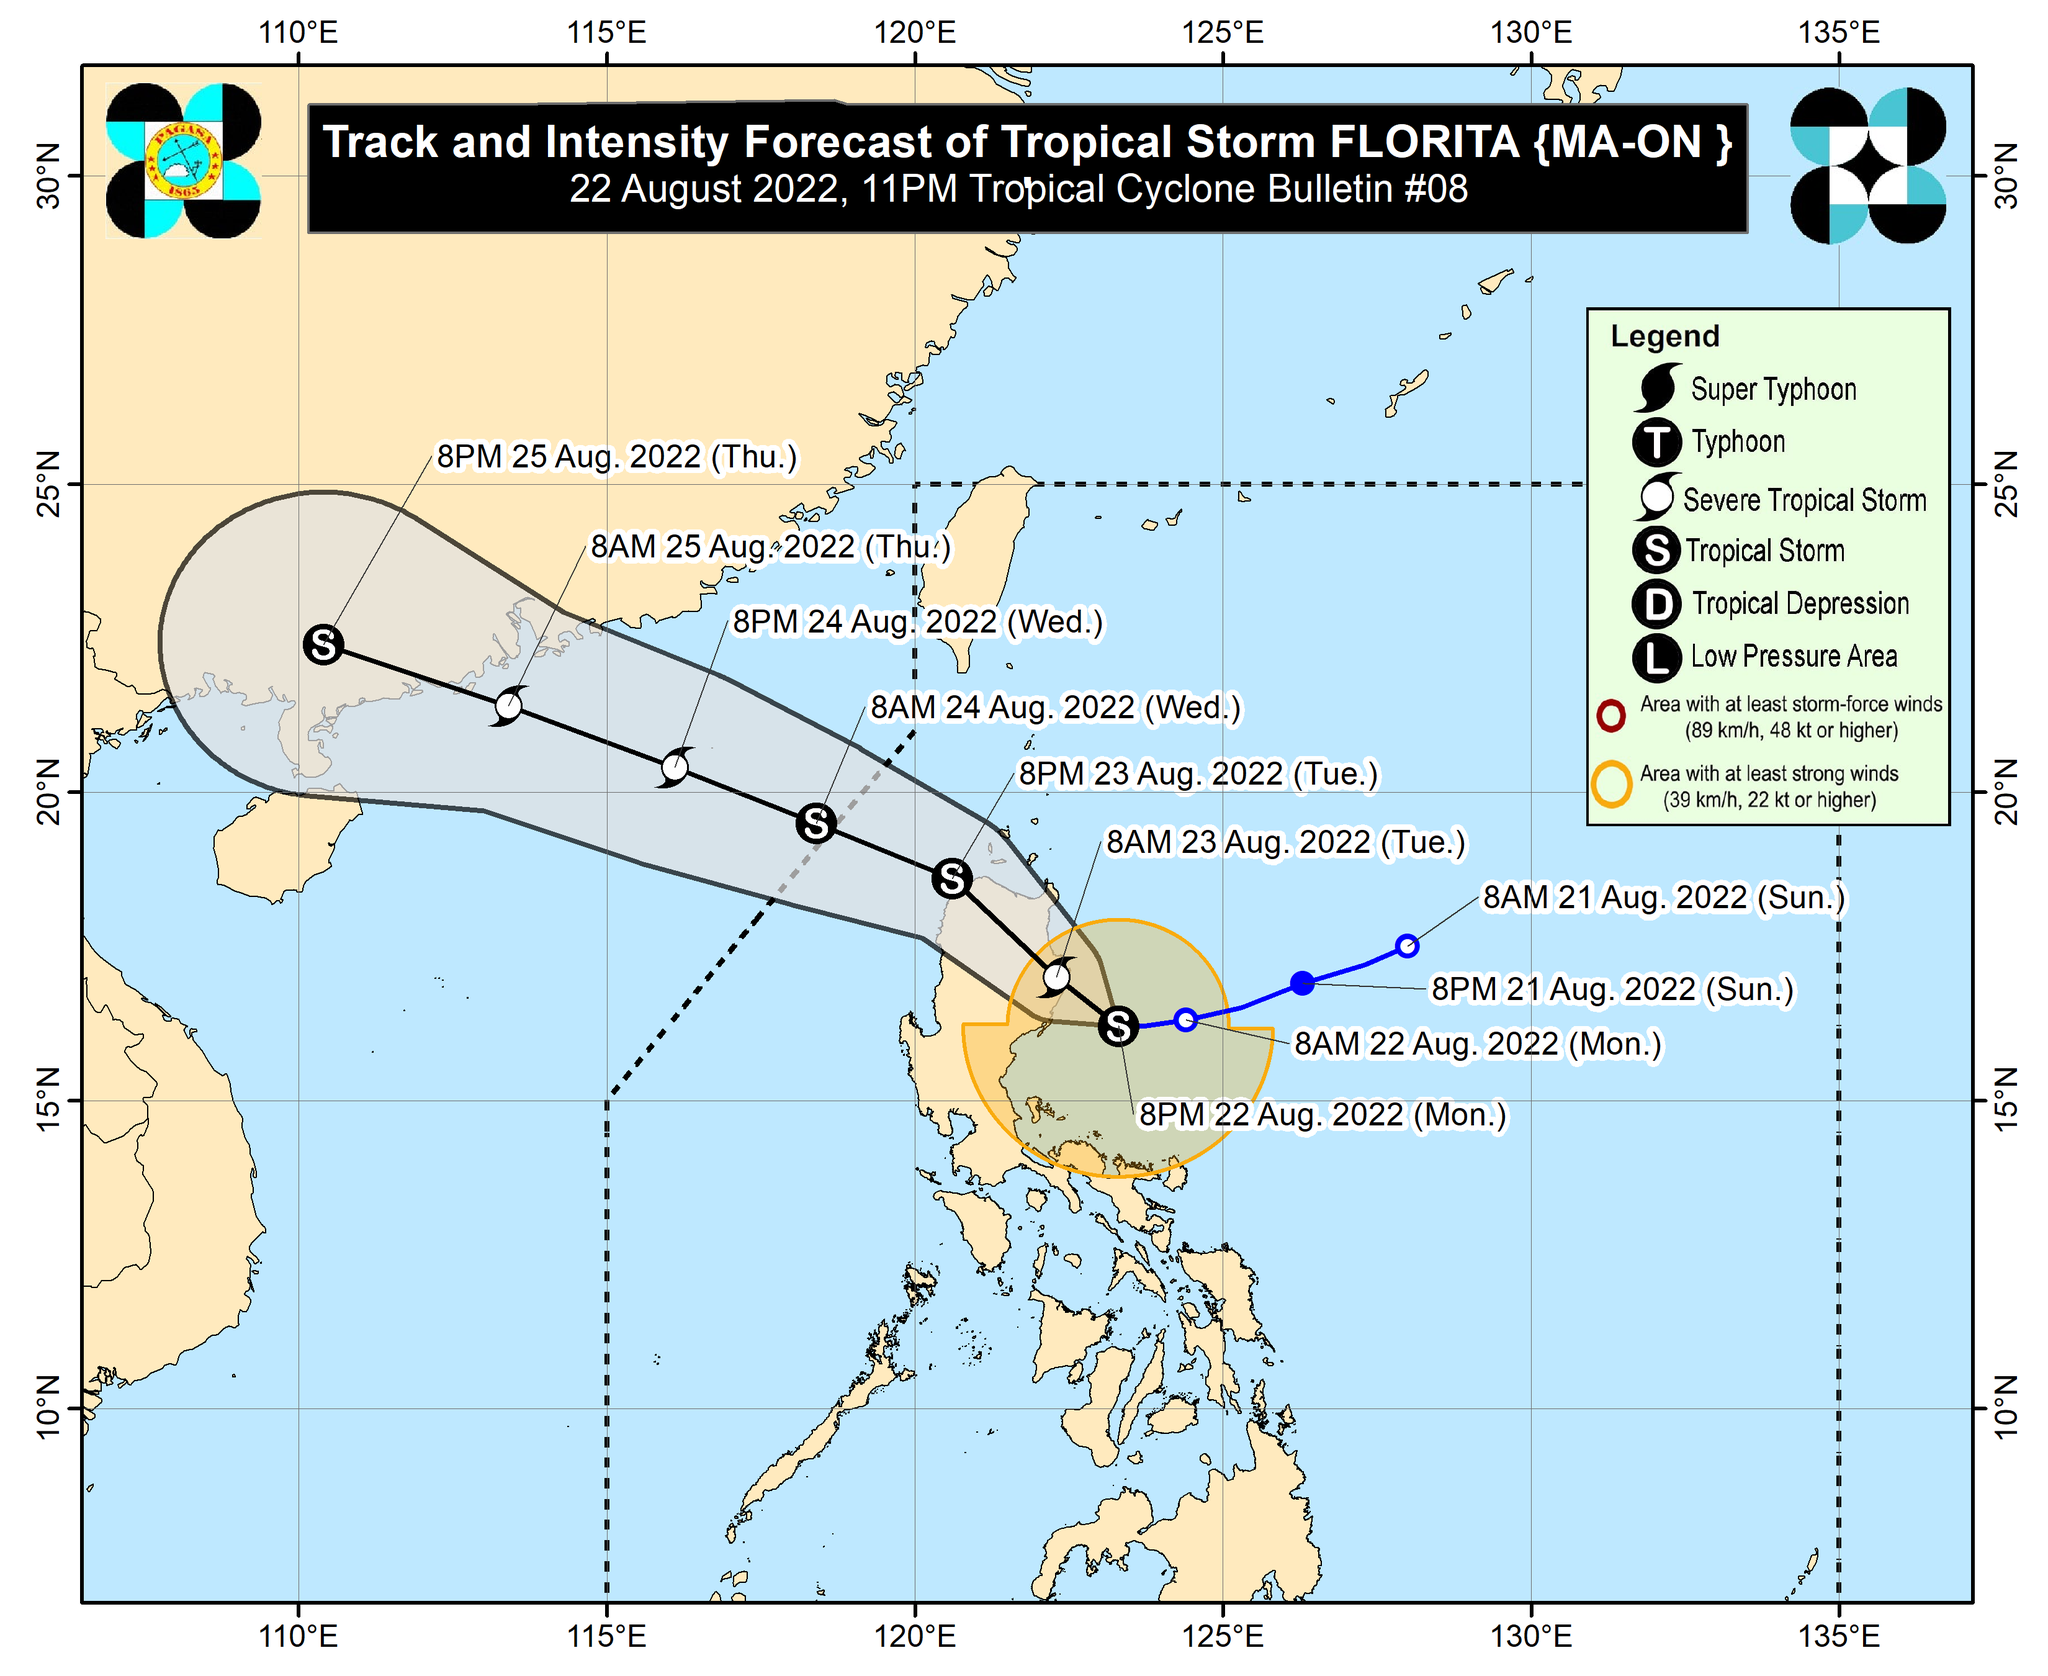 110°E 115°E 120°E 125°E 130°E 135°E
PAGASA
1865
Track and Intensity Forecast of Tropical Storm FLORITA {MA-ON }
22 August 2022, 11PM Tropical Cyclone Bulletin #08
30°N 30°N
Legend
Super Typhoon
T Typhoon
Severe Tropical Storm
S Tropical Storm
D Tropical Depression
L Low Pressure Area
Area with at least storm-force winds
(89 km/h, 48 kt or higher)
Area with at least strong winds
(39 km/h, 22 kt or higher)
8PM 25 Aug. 2022 (Thu.)
25°N 25°N
8AM 25 Aug. 2022 (Thu.)
8PM 24 Aug. 2022 (Wed.)
S
8AM 24 Aug. 2022 (Wed.)
8PM 23 Aug. 2022 (Tue.)
20°N 20°N
S
8AM 23 Aug. 2022 (Tue.)
S
8AM 21 Aug. 2022 (Sun.)
8PM 21 Aug. 2022 (Sun.)
S
8AM 22 Aug. 2022 (Mon.)
15°N 15°N
8PM 22 Aug. 2022 (Mon.)
10°N 10°N
110°E 115°E 120°E 125°E 130°E 135°E